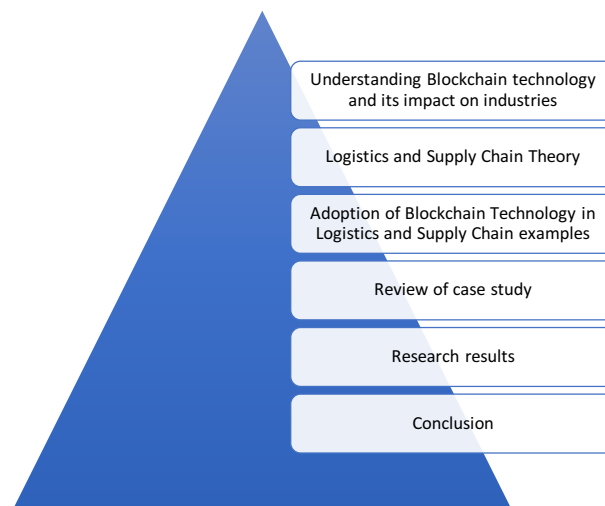 Understanding Blockchain technology
and its impact on industries
Logistics and Supply Chain Theory
Adoption of Blockchain Technology in
Logistics and Supply Chain examples
Review of case study
Research results
Conclusion